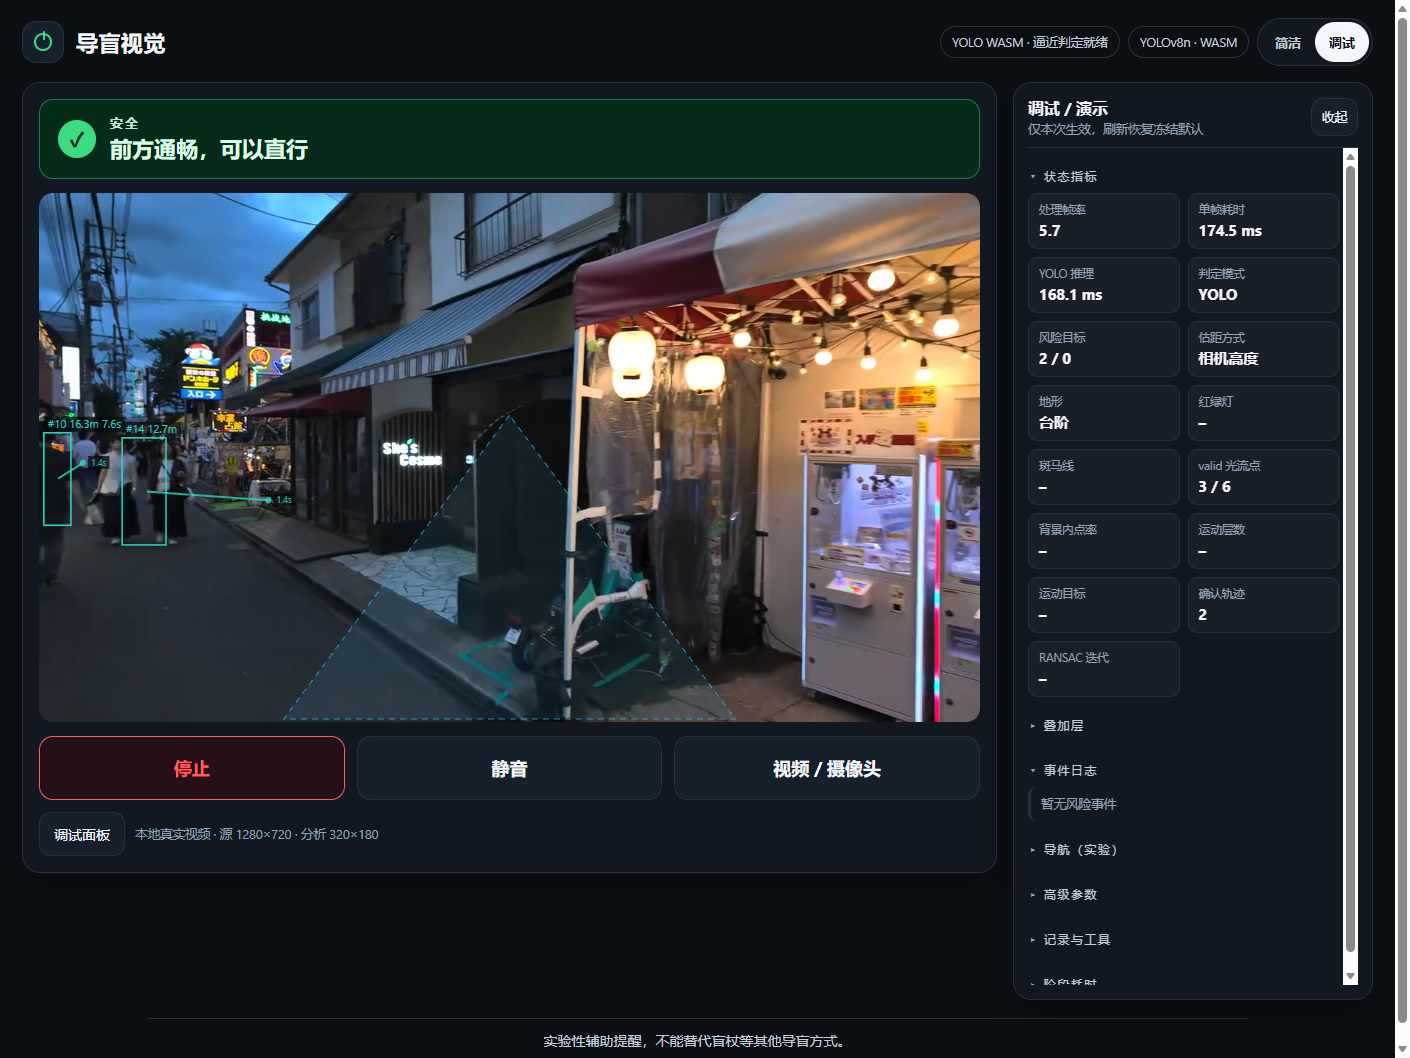 导盲视觉
YOLO WASM · 逼近判定就绪
YOLOv8n · WASM
简洁
调试
安全
前方通畅，可以直行
#10 16.3m 7.6s
#14 12.7m
1.4s
1.4s
挑战地
入口
She's
Cosme
停止
静音
视频 / 摄像头
调试面板
本地真实视频 · 源 1280×720 · 分析 320×180
调试 / 演示
仅本次生效，刷新恢复冻结默认
收起
状态指标
处理帧率
5.7
单帧耗时
174.5 ms
YOLO 推理
168.1 ms
判定模式
YOLO
风险目标
2 / 0
估距方式
相机高度
地形
台阶
红绿灯
–
斑马线
–
valid 光流点
3 / 6
背景内点率
–
运动层数
–
运动目标
–
确认轨迹
2
RANSAC 迭代
–
叠加层
事件日志
暂无风险事件
导航（实验）
高级参数
记录与工具
阶段耗时
实验性辅助提醒，不能替代盲杖等其他导盲方式。